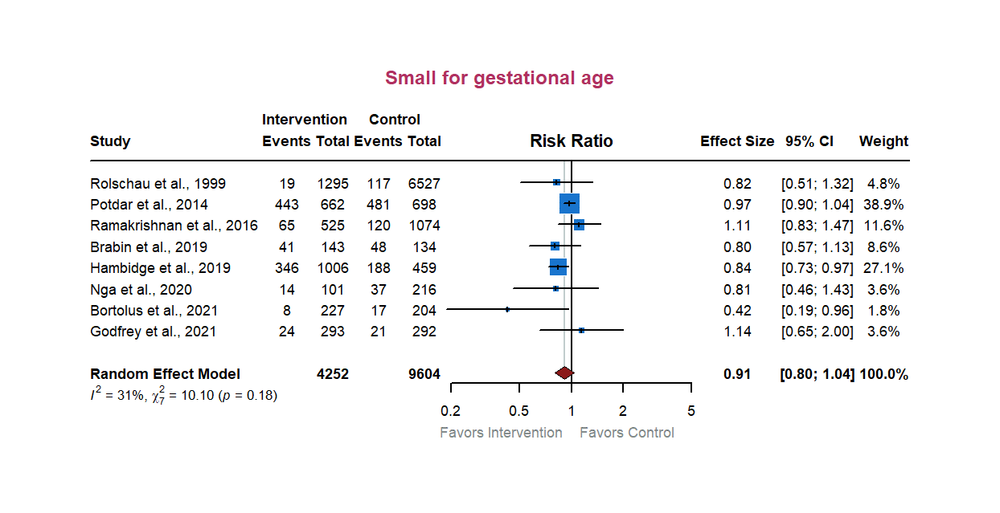 Small for gestational age
Intervention Control
Study Events Total Events Total Risk Ratio Effect Size 95% CI Weight
Rolschau et al., 1999 19 1295 117 6527 0.82 [0.51; 1.32] 4.8%
Potdar et al., 2014 443 662 481 698 0.97 [0.90; 1.04] 38.9%
Ramakrishnan et al., 2016 65 525 120 1074 1.11 [0.83; 1.47] 11.6%
Brabin et al., 2019 41 143 48 134 0.80 [0.57; 1.13] 8.6%
Hambidge et al., 2019 346 1006 188 459 0.84 [0.73; 0.97] 27.1%
Nga et al., 2020 14 101 37 216 0.81 [0.46; 1.43] 3.6%
Bortolus et al., 2021 8 227 17 204 0.42 [0.19; 0.96] 1.8%
Godfrey et al., 2021 24 293 21 292 1.14 [0.65; 2.00] 3.6%
Random Effect Model 4252 9604 0.91 [0.80; 1.04] 100.0%
I² = 31%, χ²₇ = 10.10 (p = 0.18)
0.2 0.5 1 2 5
Favors Intervention Favors Control